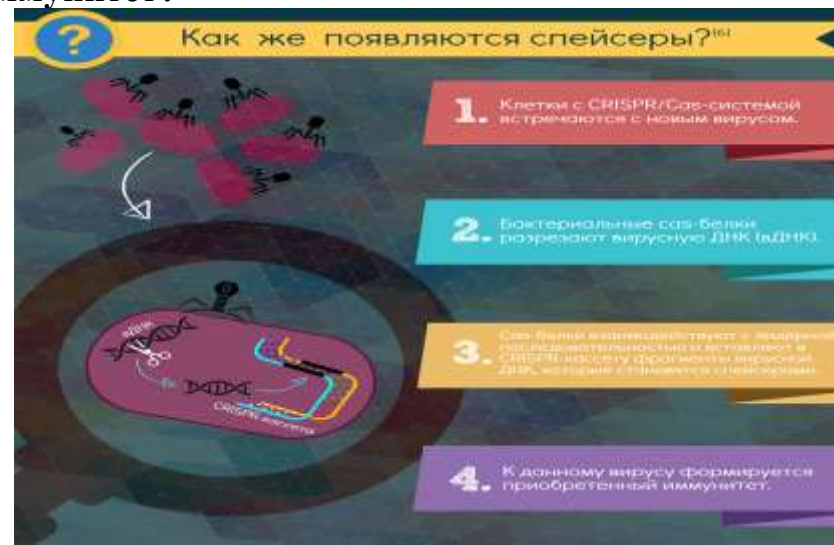 ?
Как же появляются спейсеры?[6]
1. Клетки с CRISPR/Cas-системой
встречаются с новым вирусом.
2. Бактериальные cas-белки
разрезают вирусную ДНК (вДНК).
3. Cas-белки взаимодействуют с лидерной
последовательностью и вставляют в
CRISPR-кассету фрагменты вирусной
ДНК, которые становятся спейсерами.
4. К данному вирусу формируется
приобретенный иммунитет.
вДНК
CRISPR-кассета